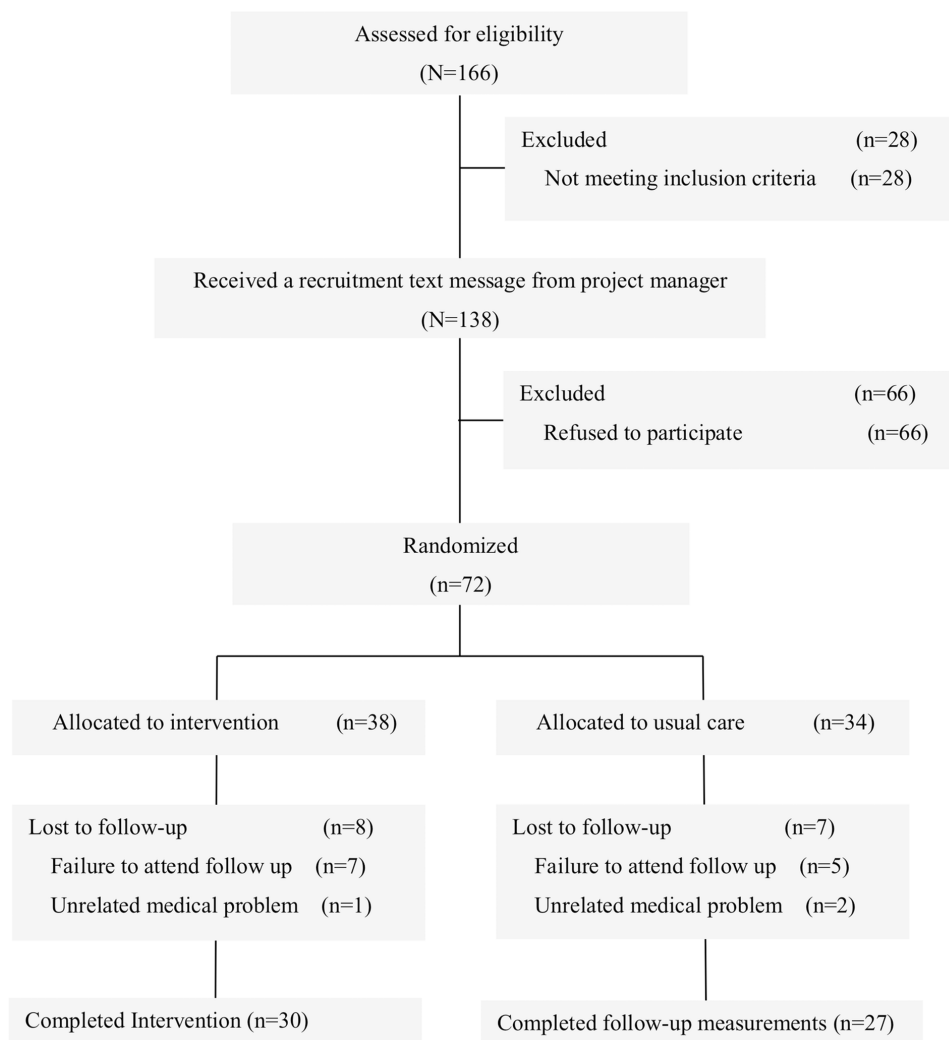 Assessed for eligibility
(N=166)
Excluded (n=28)
Not meeting inclusion criteria (n=28)
Received a recruitment text message from project manager
(N=138)
Excluded (n=66)
Refused to participate (n=66)
Randomized
(n=72)
Allocated to intervention (n=38)
Allocated to usual care (n=34)
Lost to follow-up (n=8)
Failure to attend follow up (n=7)
Unrelated medical problem (n=1)
Lost to follow-up (n=7)
Failure to attend follow up (n=5)
Unrelated medical problem (n=2)
Completed Intervention (n=30)
Completed follow-up measurements (n=27)